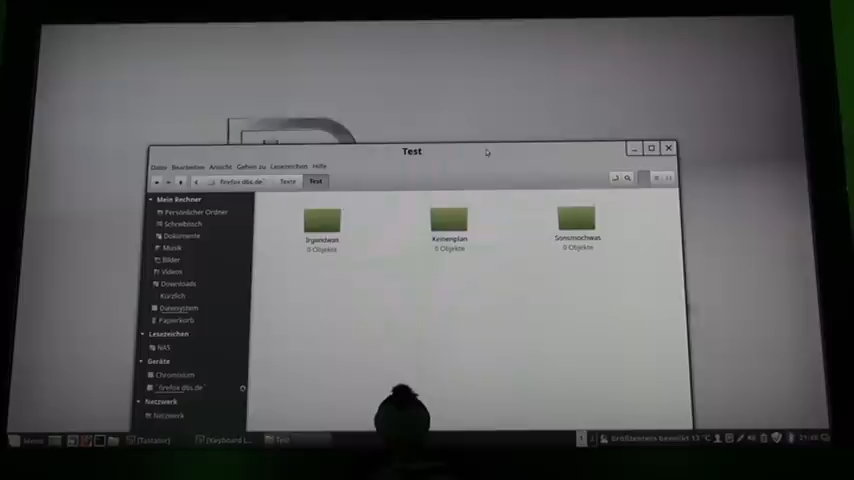 Test
Datei Bearbeiten Ansicht Gehen zu Lesezeichen Hilfe
Texte Test
Mein Rechner
Persönlicher Ordner
Schreibtisch
Dokumente
Musik
Bilder
Videos
Downloads
Kürzlich
Dateisystem
Papierkorb
Lesezeichen
NAS
Geräte
Chromium
Netzwerk
Netzwerk
Keinenplan
0 Objekte
0 Objekte
Sonstnochwas
0 Objekte
Menü
[Keyboard L...
Test